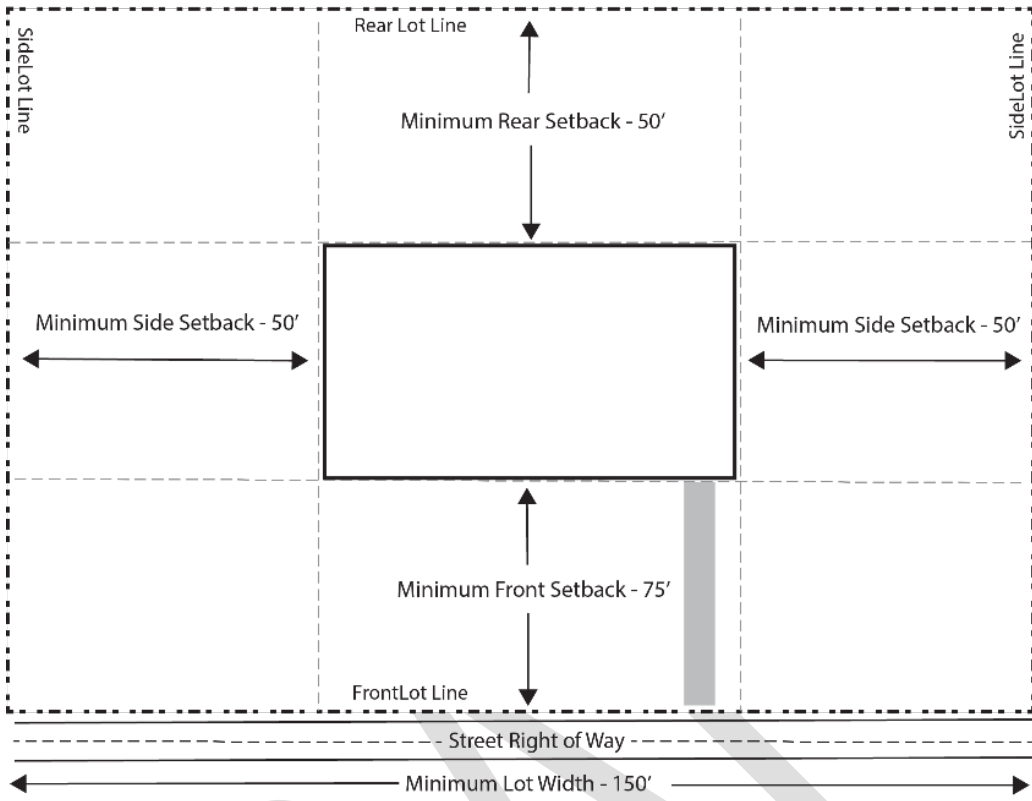 Rear Lot Line
SideLot Line
SideLot Line
Minimum Rear Setback - 50’
Minimum Side Setback - 50’
Minimum Side Setback - 50’
Minimum Front Setback - 75’
FrontLot Line
Street Right of Way
Minimum Lot Width - 150’